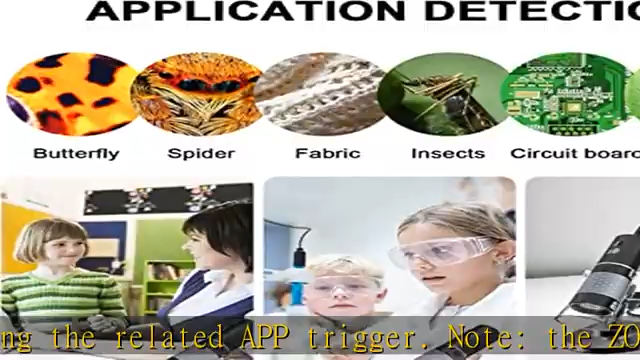 APPLICATION DETECTIO
Butterfly Spider Fabric Insects Circuit board
ng the related APP trigger. Note: the ZO